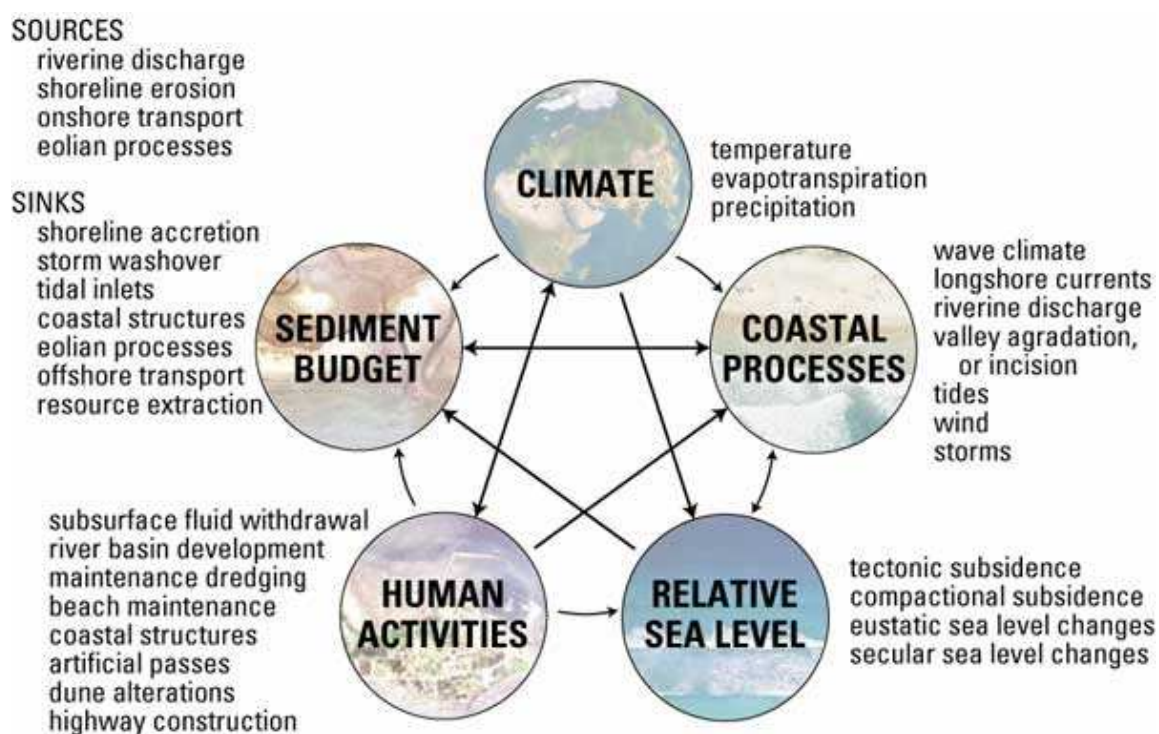 SOURCES
riverine discharge
shoreline erosion
onshore transport
eolian processes
SINKS
shoreline accretion
storm washover
tidal inlets
coastal structures
eolian processes
offshore transport
resource extraction
CLIMATE
temperature
evapotranspiration
precipitation
SEDIMENT
BUDGET
COASTAL
PROCESSES
wave climate
longshore currents
riverine discharge
valley agradation,
or incision
tides
wind
storms
subsurface fluid withdrawal
river basin development
maintenance dredging
beach maintenance
coastal structures
artificial passes
dune alterations
highway construction
HUMAN
ACTIVITIES
RELATIVE
SEA LEVEL
tectonic subsidence
compactional subsidence
eustatic sea level changes
secular sea level changes